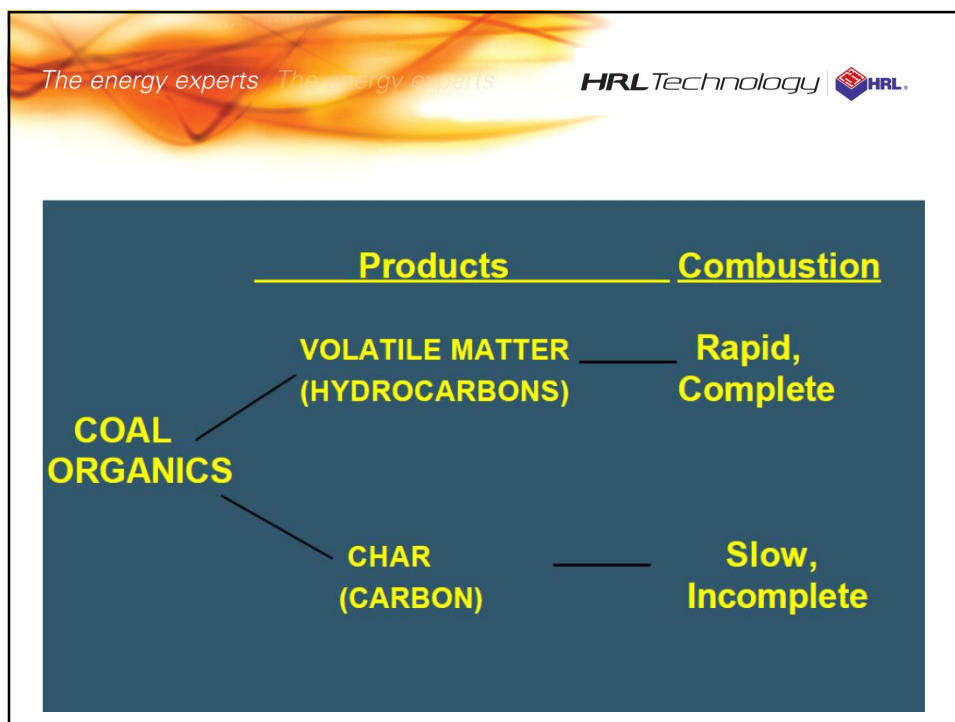 The energy experts The energy experts
HRL Technology HRL.
Products Combustion
VOLATILE MATTER Rapid,
(HYDROCARBONS) Complete
COAL
ORGANICS
CHAR Slow,
(CARBON) Incomplete